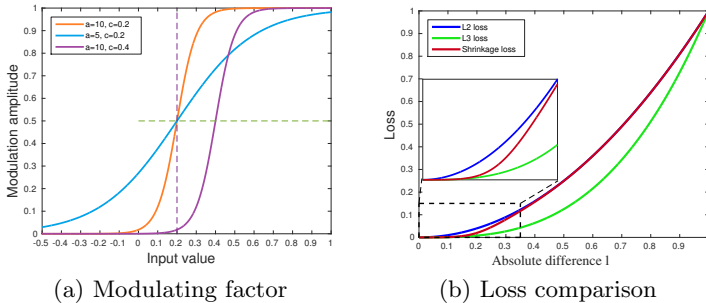 1
0.9
0.8
0.7
0.6
0.5
0.4
0.3
0.2
0.1
0
Modulation amplitude
a=10, c=0.2
a=5, c=0.2
a=10, c=0.4
-0.5 -0.4 -0.3 -0.2 -0.1 0 0.1 0.2 0.3 0.4 0.5 0.6 0.7 0.8 0.9 1
Input value
(a) Modulating factor
1
0.9
0.8
0.7
0.6
0.5
0.4
0.3
0.2
0.1
0
Loss
L2 loss
L3 loss
Shrinkage loss
0 0.1 0.2 0.3 0.4 0.5 0.6 0.7 0.8 0.9
Absolute difference l
(b) Loss comparison